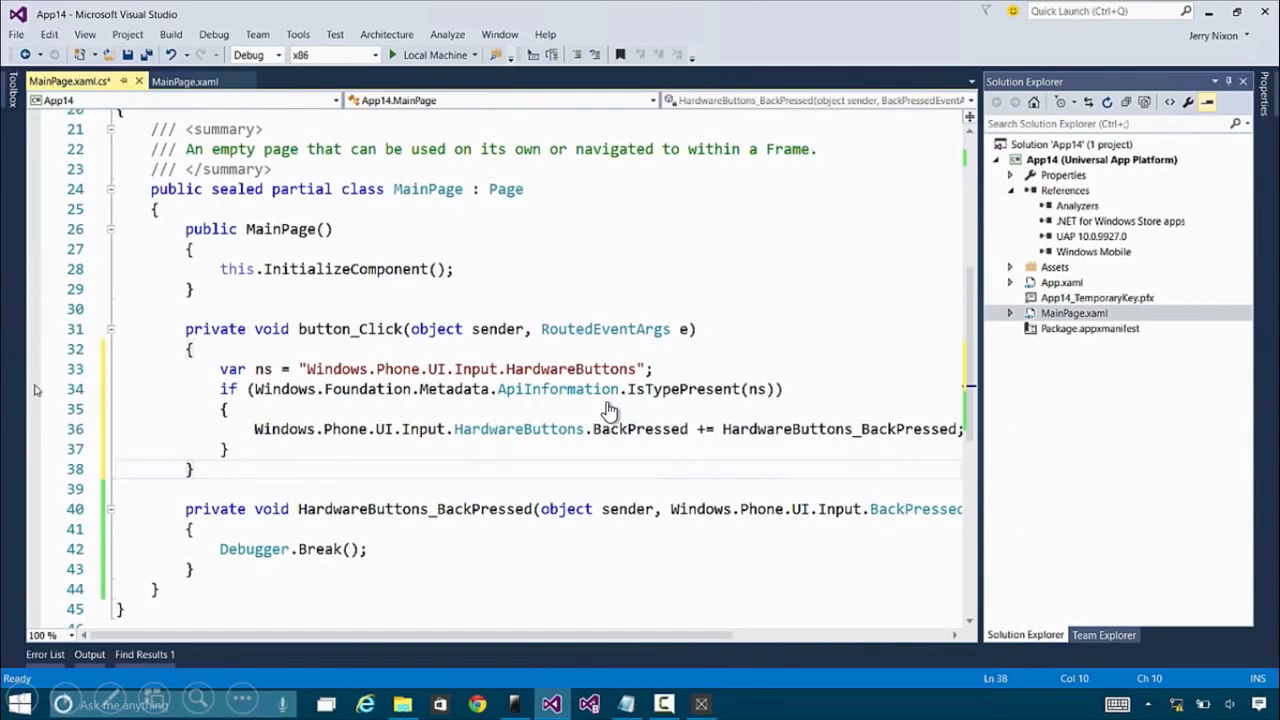 App14 - Microsoft Visual Studio
Quick Launch (Ctrl+Q)
File Edit View Project Build Debug Team Tools Test Architecture Analyze Window Help
Jerry Nixon
Debug x86 Local Machine
Toolbox
MainPage.xaml.cs* MainPage.xaml
App14 App14.MainPage HardwareButtons_BackPressed(object sender, BackPressedEventA
20 {
21 /// <summary>
22 /// An empty page that can be used on its own or navigated to within a Frame.
23 /// </summary>
24 public sealed partial class MainPage : Page
25 {
26 public MainPage()
27 {
28 this.InitializeComponent();
29 }
30
31 private void button_Click(object sender, RoutedEventArgs e)
32 {
33 var ns = "Windows.Phone.UI.Input.HardwareButtons";
34 if (Windows.Foundation.Metadata.ApiInformation.IsTypePresent(ns))
35 {
36 Windows.Phone.UI.Input.HardwareButtons.BackPressed += HardwareButtons_BackPressed;
37 }
38 }
39
40 private void HardwareButtons_BackPressed(object sender, Windows.Phone.UI.Input.BackPressed
41 {
42 Debugger.Break();
43 }
44 }
45 }
46
100 %
Solution Explorer
Search Solution Explorer (Ctrl+;)
Solution 'App14' (1 project)
App14 (Universal App Platform)
Properties
References
Analyzers
.NET for Windows Store apps
UAP 10.0.9927.0
Windows Mobile
Assets
App.xaml
App14_TemporaryKey.pfx
MainPage.xaml
Package.appxmanifest
Solution Explorer Team Explorer
Properties
Error List Output Find Results 1
Ready Ln 38 Col 10 Ch 10 INS
Ask me anything